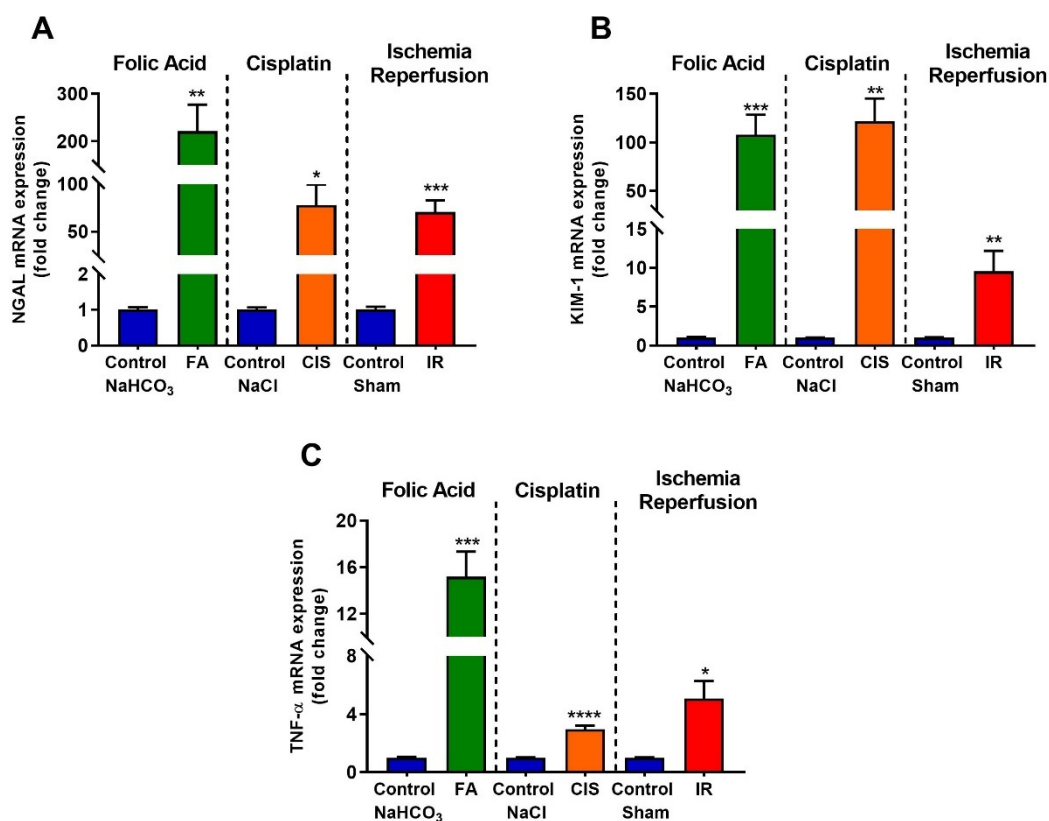 A
Folic Acid
Cisplatin
Ischemia
Reperfusion
NGAL mRNA expression
(fold change)
300
200
100
50
2
1
0
**
*
***
Control FA Control CIS Control IR
NaHCO₃ NaCl Sham
B
Folic Acid
Cisplatin
Ischemia
Reperfusion
KIM-1 mRNA expression
(fold change)
150
100
50
15
10
5
0
***
**
**
Control FA Control CIS Control IR
NaHCO₃ NaCl Sham
C
Folic Acid
Cisplatin
Ischemia
Reperfusion
TNF-α mRNA expression
(fold change)
20
16
12
8
4
0
***
****
*
Control FA Control CIS Control IR
NaHCO₃ NaCl Sham